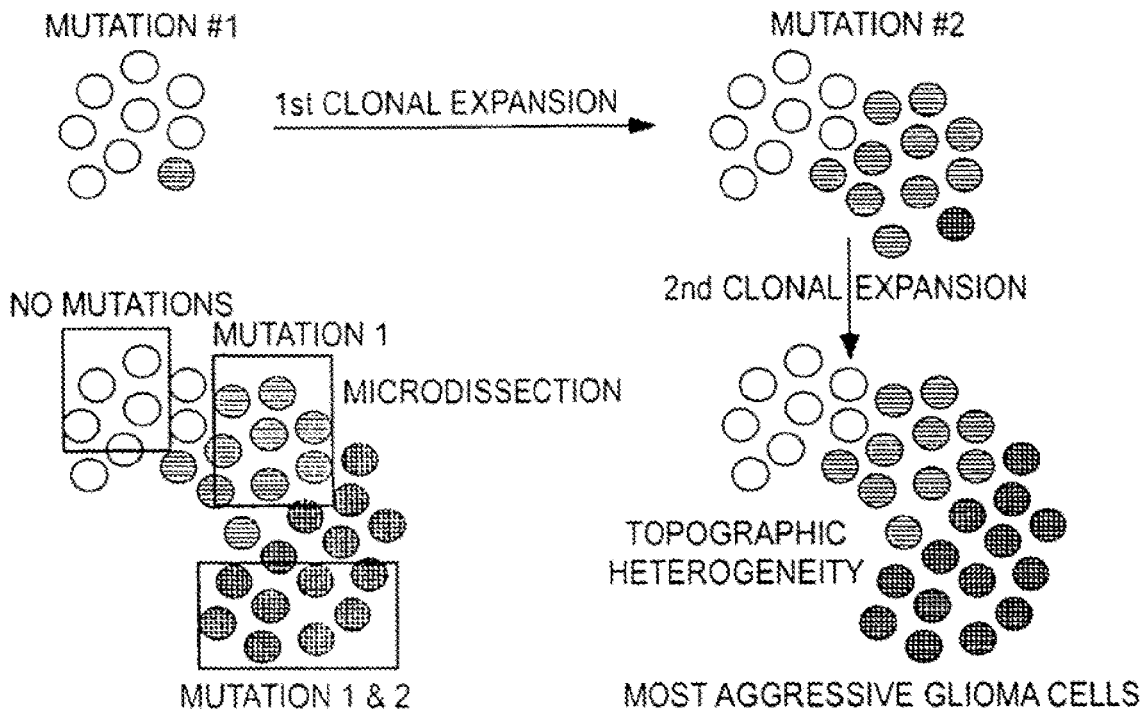 MUTATION #1
MUTATION #2
1st CLONAL EXPANSION
2nd CLONAL EXPANSION
NO MUTATIONS
MUTATION 1
MICRODISSECTION
TOPOGRAPHIC
HETEROGENEITY
MUTATION 1 & 2
MOST AGGRESSIVE GLIOMA CELLS